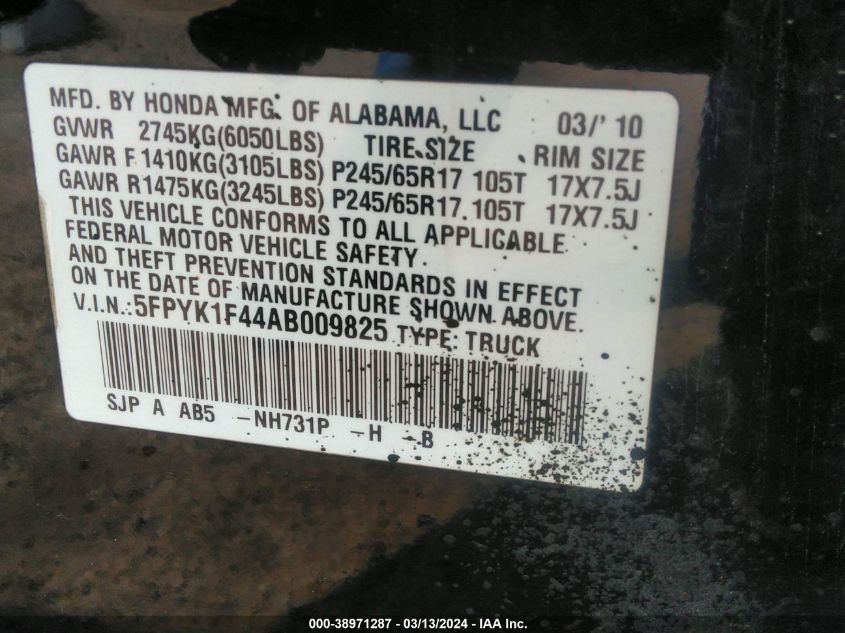 MFD. BY HONDA MFG. OF ALABAMA, LLC 03/' 10
GVWR 2745KG(6050LBS) TIRE SIZE RIM SIZE
GAWR F1410KG(3105LBS) P245/65R17 105T 17X7.5J
GAWR R1475KG(3245LBS) P245/65R17 105T 17X7.5J
THIS VEHICLE CONFORMS TO ALL APPLICABLE
FEDERAL MOTOR VEHICLE SAFETY
AND THEFT PREVENTION STANDARDS IN EFFECT
ON THE DATE OF MANUFACTURE SHOWN ABOVE.
V.I.N.:5FPYK1F44AB009825 TYPE: TRUCK
SJP A AB5 -NH731P -H -B
000-38971287 - 03/13/2024 - IAA Inc.